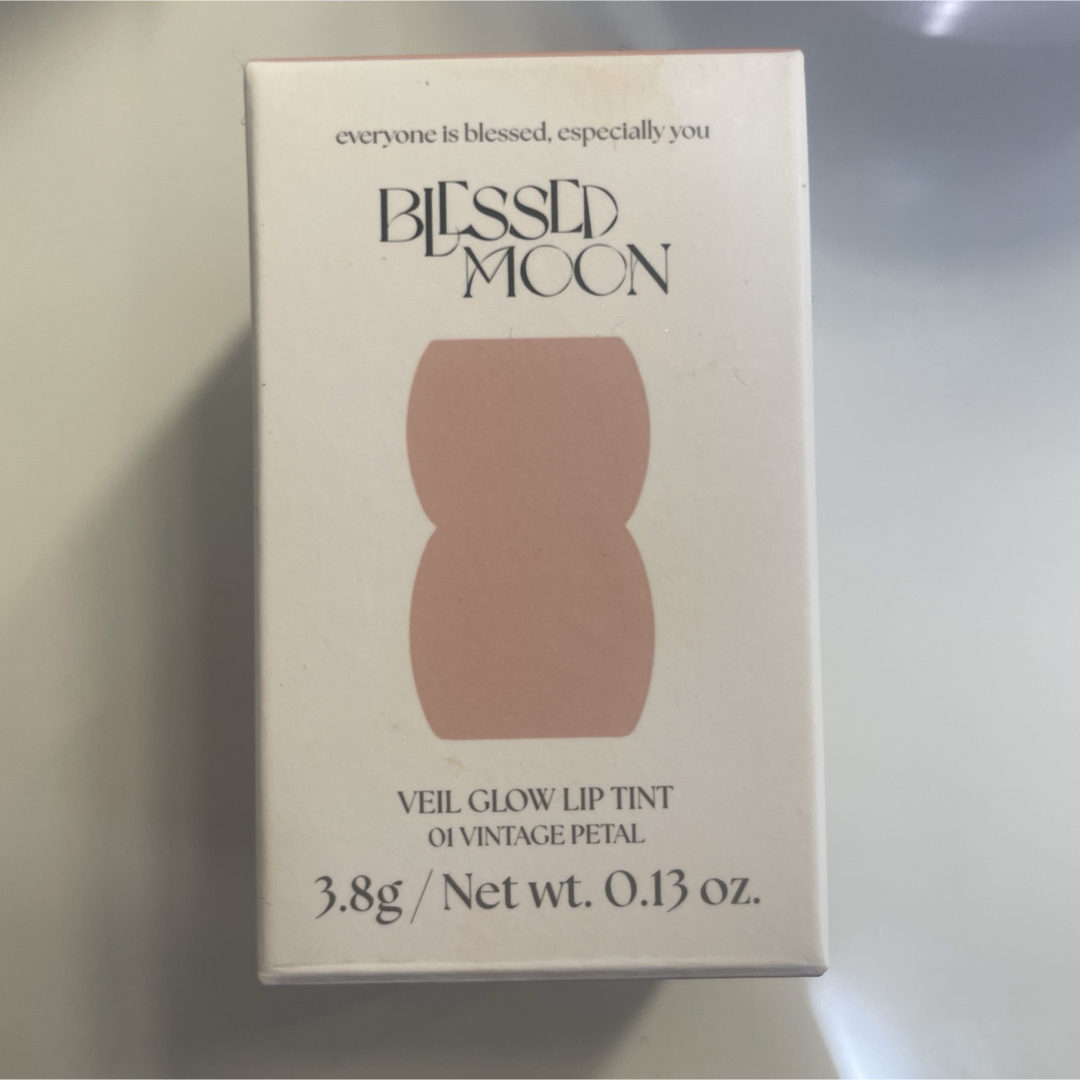 everyone is blessed, especially you
BLESSED
MOON
VEIL GLOW LIP TINT
01 VINTAGE PETAL
3.8g / Net wt. 0.13 oz.